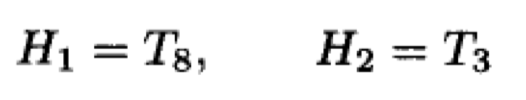 H₁ = T₈, H₂ = T₃